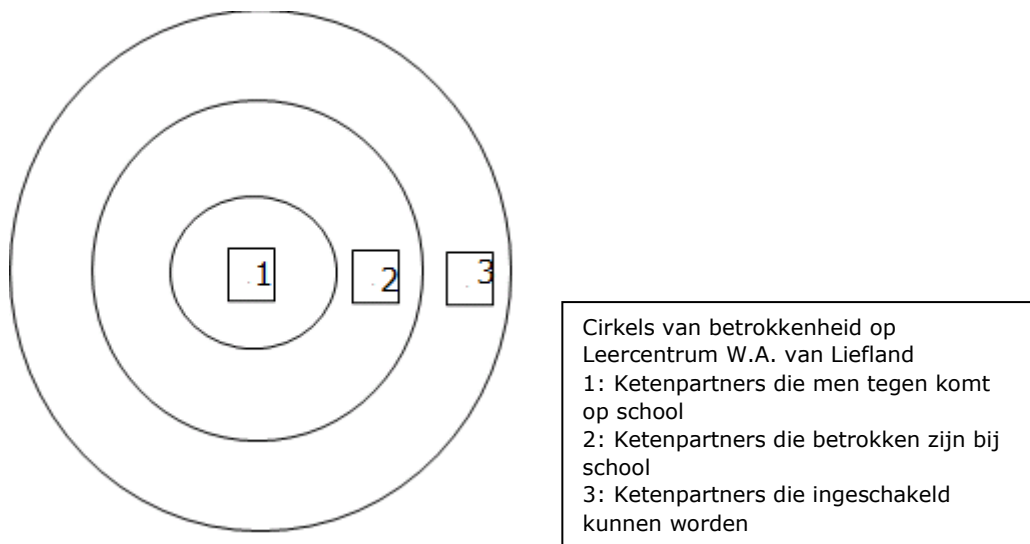 1
2
3
Cirkels van betrokkenheid op
Leercentrum W.A. van Liefland
1: Ketenpartners die men tegen komt
op school
2: Ketenpartners die betrokken zijn bij
school
3: Ketenpartners die ingeschakeld
kunnen worden